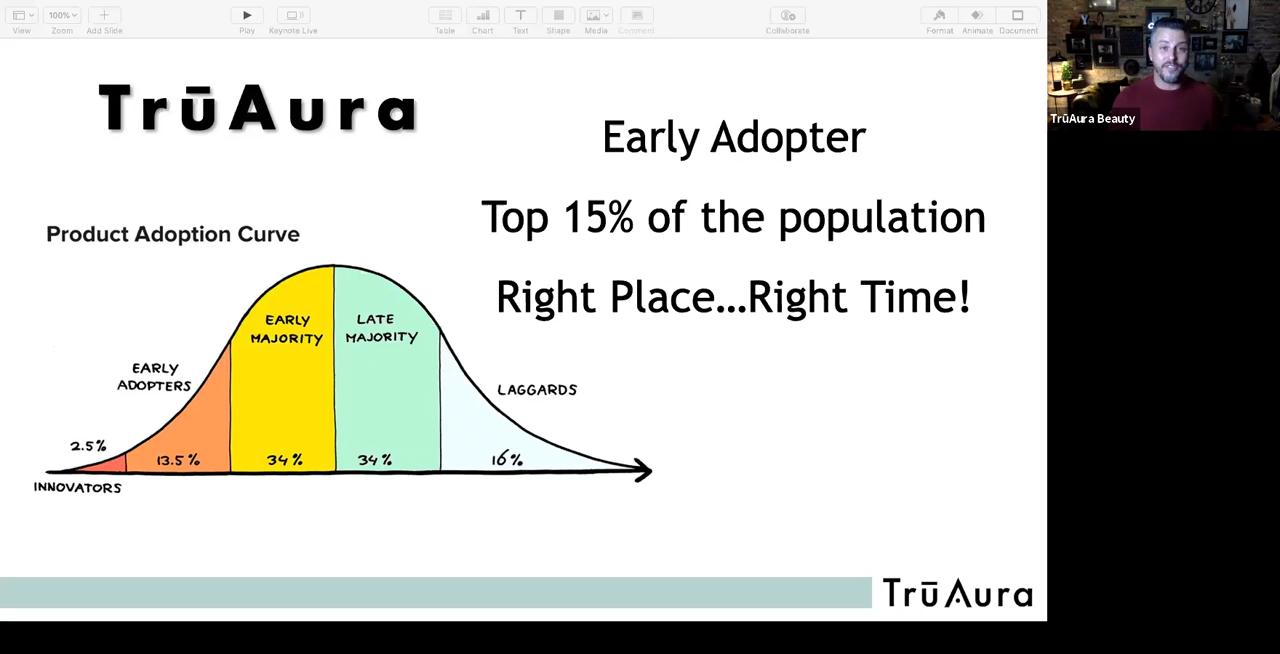 View
100%
Zoom
Add Slide
Play
Keynote Live
Table
Chart
Text
Shape
Media
Comment
Collaborate
Format
Animate
Document
TrūAura
Early Adopter
Top 15% of the population
Right Place...Right Time!
Product Adoption Curve
EARLY
ADOPTERS
EARLY
MAJORITY
LATE
MAJORITY
LAGGARDS
2.5%
13.5%
34%
34%
16%
INNOVATORS
TrūAura
TrūAura Beauty